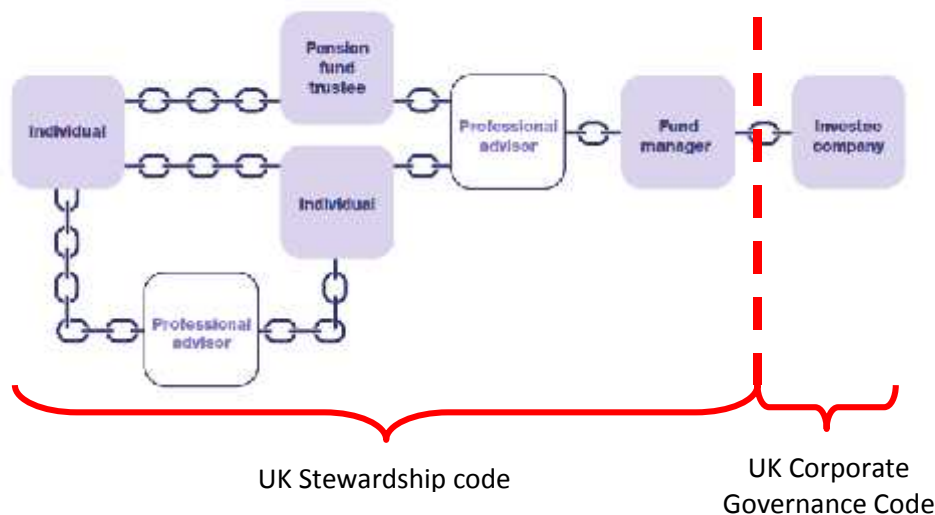 Pension
fund
trustee
Individual
Professional
advisor
Fund
manager
Investee
company
Individual
Professional
advisor
UK Stewardship code
UK Corporate
Governance Code